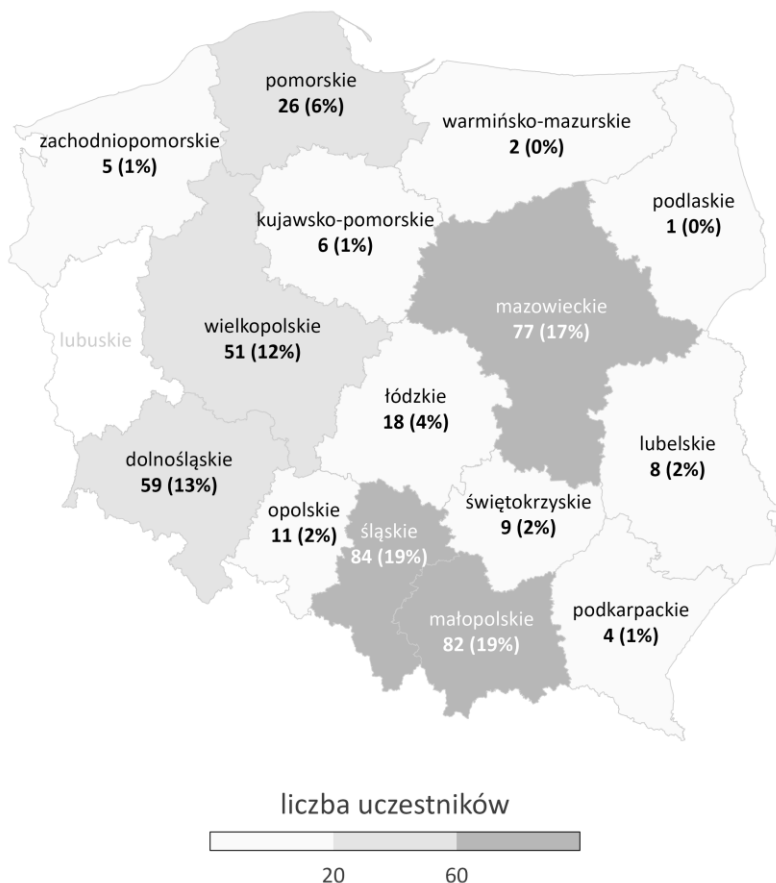 pomorskie
26 (6%)
warmińsko-mazurskie
2 (0%)
zachodniopomorskie
5 (1%)
podlaskie
1 (0%)
kujawsko-pomorskie
6 (1%)
mazowieckie
77 (17%)
lubuskie
wielkopolskie
51 (12%)
łódzkie
18 (4%)
lubelskie
8 (2%)
dolnośląskie
59 (13%)
świętokrzyskie
9 (2%)
opolskie
11 (2%)
śląskie
84 (19%)
podkarpackie
4 (1%)
małopolskie
82 (19%)
liczba uczestników
20 60